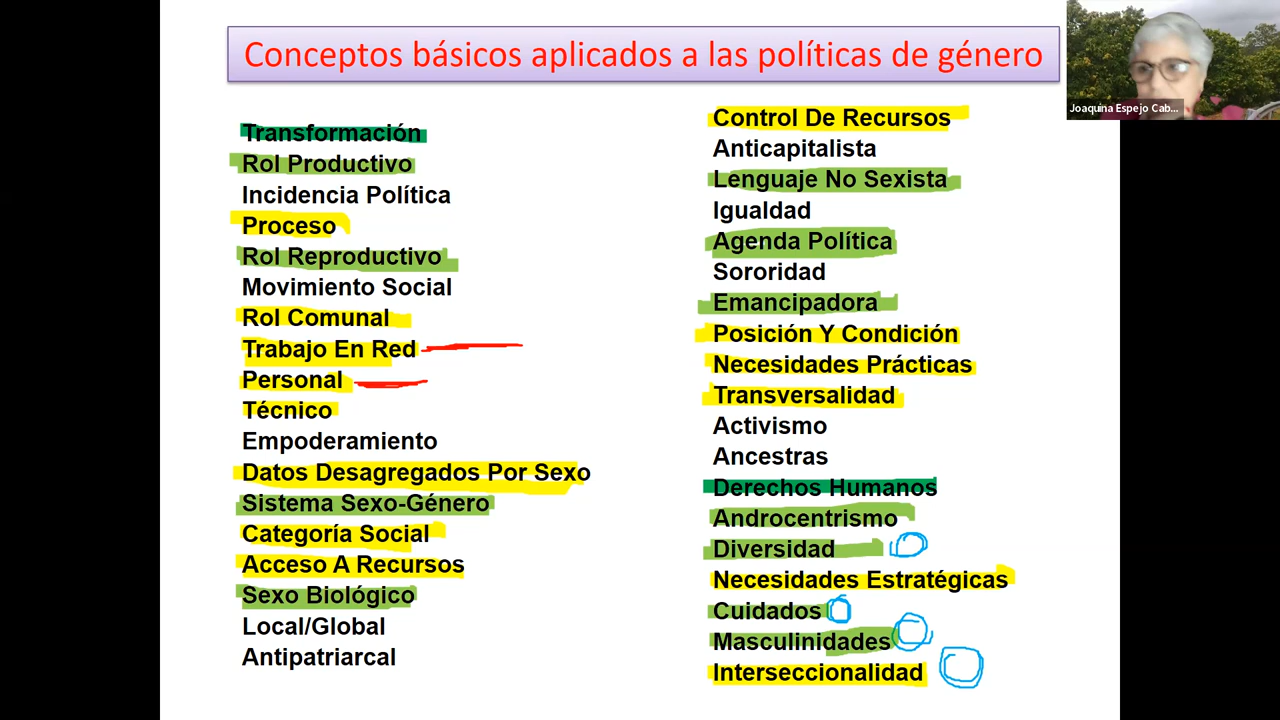 Conceptos básicos aplicados a las políticas de género
Transformación
Rol Productivo
Incidencia Política
Proceso
Rol Reproductivo
Movimiento Social
Rol Comunal
Trabajo En Red
Personal
Técnico
Empoderamiento
Datos Desagregados Por Sexo
Sistema Sexo-Género
Categoría Social
Acceso A Recursos
Sexo Biológico
Local/Global
Antipatriarcal
Control De Recursos
Anticapitalista
Lenguaje No Sexista
Igualdad
Agenda Política
Sororidad
Emancipadora
Posición Y Condición
Necesidades Prácticas
Transversalidad
Activismo
Ancestras
Derechos Humanos
Androcentrismo
Diversidad
Necesidades Estratégicas
Cuidados
Masculinidades
Interseccionalidad
Joaquina Espejo Cab...